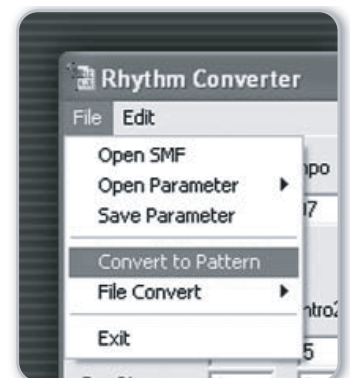 Rhythm Converter
File Edit
Open SMF
Open Parameter
Save Parameter
Convert to Pattern
File Convert
Exit